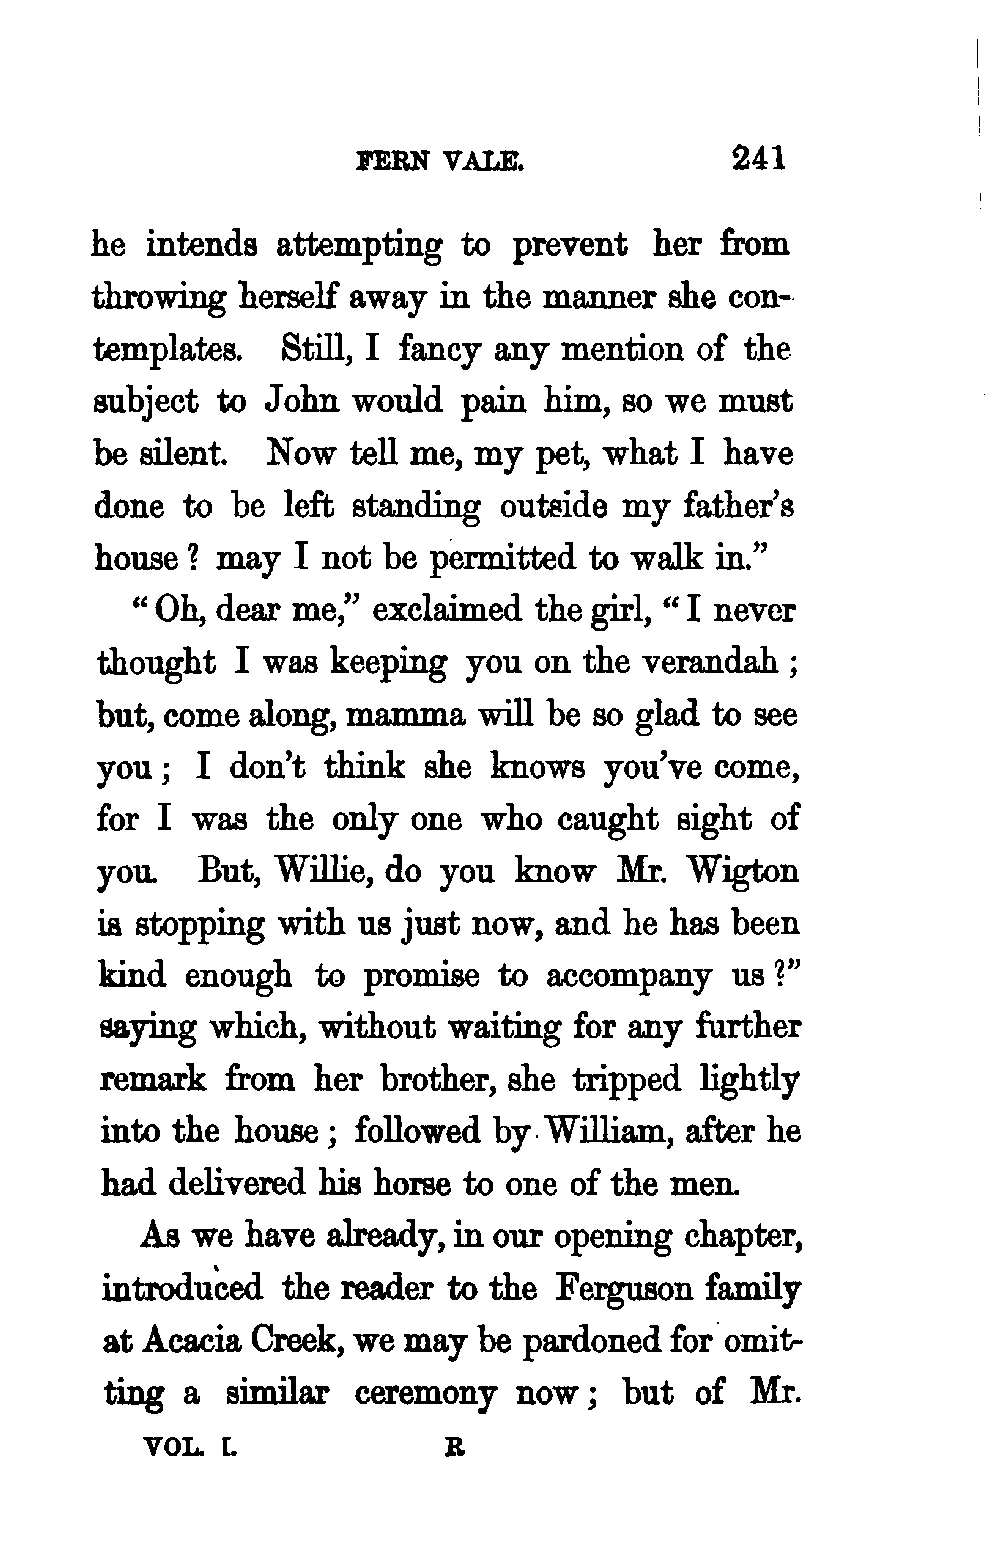 FERN VALE. 241
he intends attempting to prevent her from
throwing herself away in the manner she con-
templates. Still, I fancy any mention of the
subject to John would pain him, so we must
be silent. Now tell me, my pet, what I have
done to be left standing outside my father's
house ? may I not be permitted to walk in."
" Oh, dear me," exclaimed the girl, " I never
thought I was keeping you on the verandah ;
but, come along, mamma will be so glad to see
you ; I don't think she knows you've come,
for I was the only one who caught sight of
you. But, Willie, do you know Mr. Wigton
is stopping with us just now, and he has been
kind enough to promise to accompany us ?"
saying which, without waiting for any further
remark from her brother, she tripped lightly
into the house ; followed by William, after he
had delivered his horse to one of the men.
As we have already, in our opening chapter,
introduced the reader to the Ferguson family
at Acacia Creek, we may be pardoned for omit-
ting a similar ceremony now ; but of Mr.
VOL. I. R